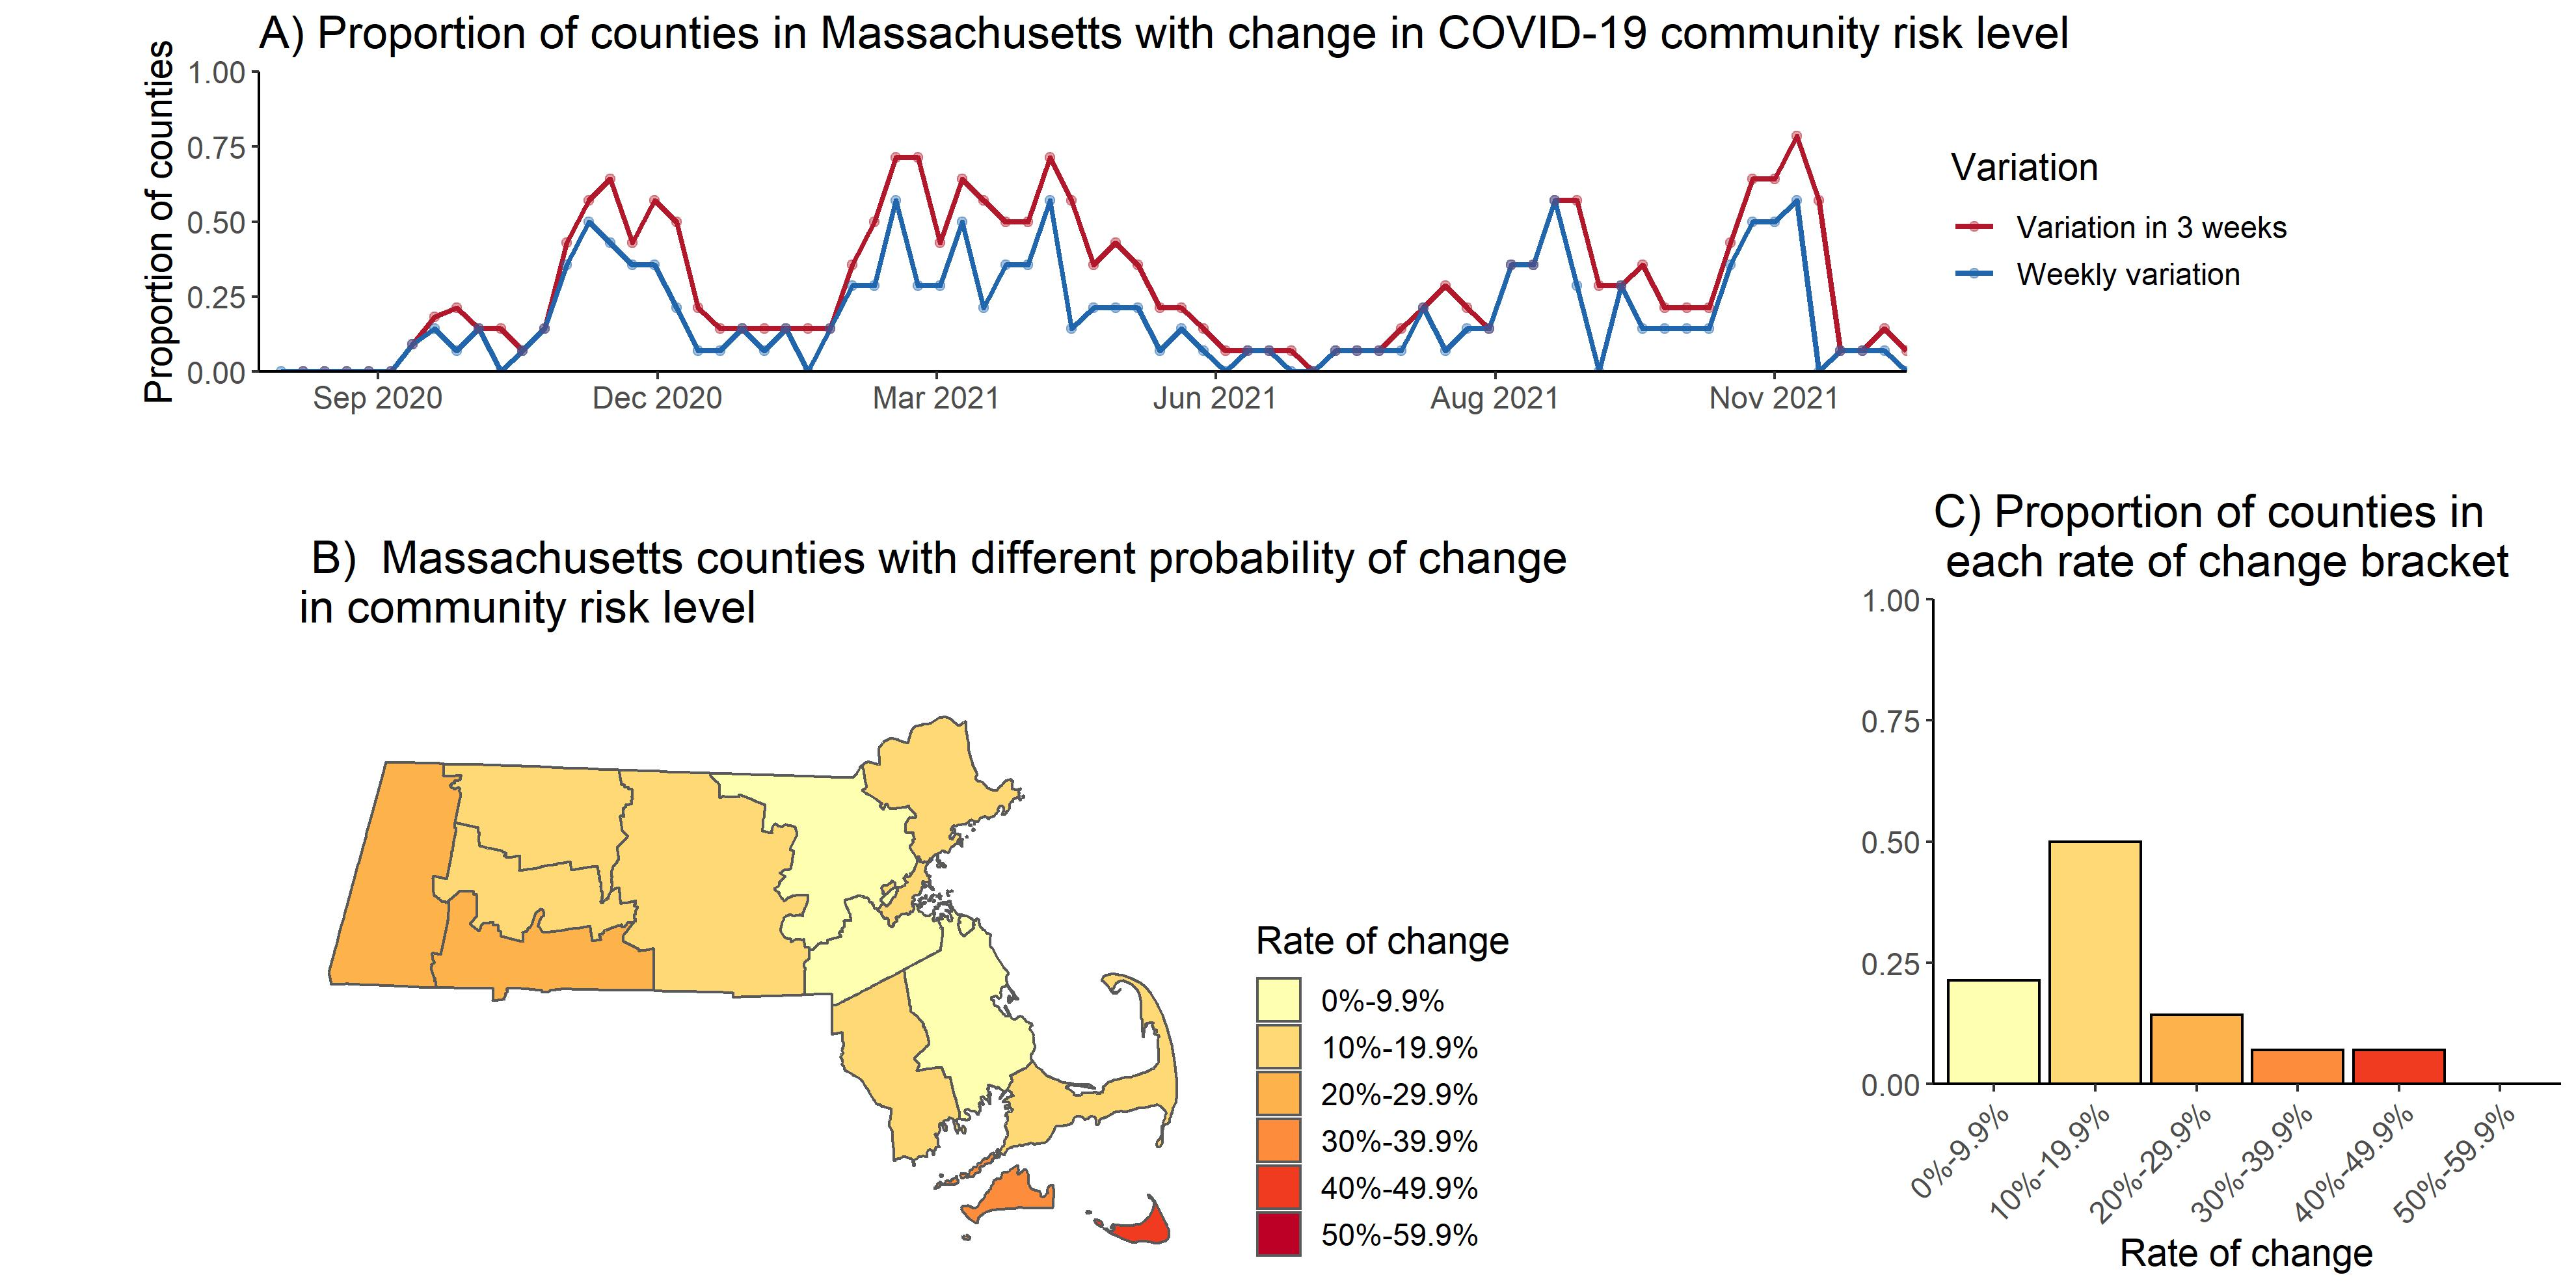 A) Proportion of counties in Massachusetts with change in COVID-19 community risk level
Proportion of counties
1.00
0.75
0.50
0.25
0.00
Sep 2020
Dec 2020
Mar 2021
Jun 2021
Aug 2021
Nov 2021
Variation
Variation in 3 weeks
Weekly variation
B) Massachusetts counties with different probability of change
in community risk level
Rate of change
0%-9.9%
10%-19.9%
20%-29.9%
30%-39.9%
40%-49.9%
50%-59.9%
C) Proportion of counties in
each rate of change bracket
1.00
0.75
0.50
0.25
0.00
0%-9.9%
10%-19.9%
20%-29.9%
30%-39.9%
40%-49.9%
50%-59.9%
Rate of change